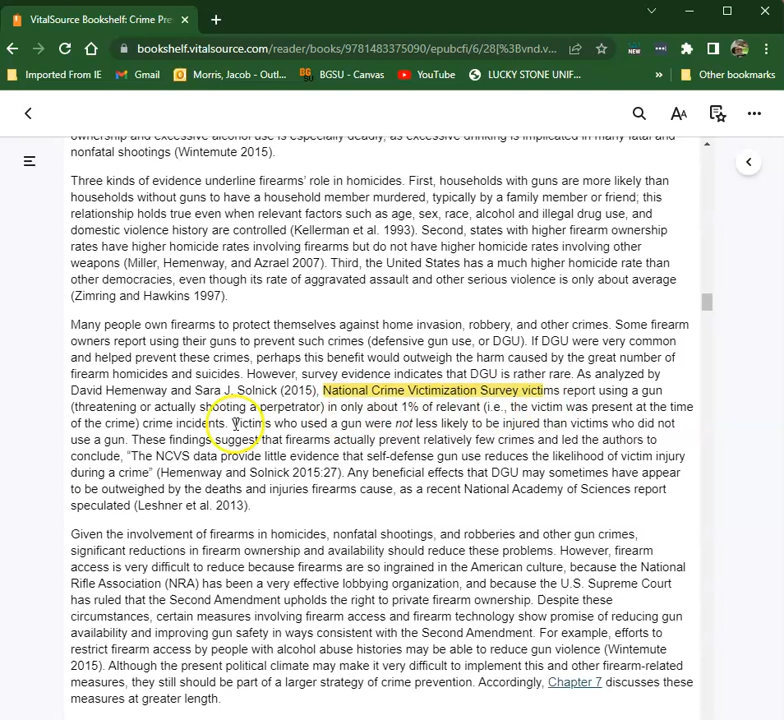 VitalSource Bookshelf: Crime Pre
bookshelf.vitalsource.com/reader/books/9781483375090/epubcfi/6/28[%3Bvnd.v
NEW
Imported From IE
Gmail
Morris, Jacob - Outl...
BGSU - Canvas
YouTube
LUCKY STONE UNIF...
»
Other bookmarks
AA
ownership and excessive alcohol use is especially deadly, as excessive drinking is implicated in many fatal and
nonfatal shootings (Wintemute 2015).
Three kinds of evidence underline firearms' role in homicides. First, households with guns are more likely than
households without guns to have a household member murdered, typically by a family member or friend; this
relationship holds true even when relevant factors such as age, sex, race, alcohol and illegal drug use, and
domestic violence history are controlled (Kellerman et al. 1993). Second, states with higher firearm ownership
rates have higher homicide rates involving firearms but do not have higher homicide rates involving other
weapons (Miller, Hemenway, and Azrael 2007). Third, the United States has a much higher homicide rate than
other democracies, even though its rate of aggravated assault and other serious violence is only about average
(Zimring and Hawkins 1997).
Many people own firearms to protect themselves against home invasion, robbery, and other crimes. Some firearm
owners report using their guns to prevent such crimes (defensive gun use, or DGU). If DGU were very common
and helped prevent these crimes, perhaps this benefit would outweigh the harm caused by the great number of
firearm homicides and suicides. However, survey evidence indicates that DGU is rather rare. As analyzed by
David Hemenway and Sara J. Solnick (2015), National Crime Victimization Survey victims report using a gun
(threatening or actually shooting a perpetrator) in only about 1% of relevant (i.e., the victim was present at the time
of the crime) crime incidents. Victims who used a gun were not less likely to be injured than victims who did not
use a gun. These findings suggest that firearms actually prevent relatively few crimes and led the authors to
conclude, "The NCVS data provide little evidence that self-defense gun use reduces the likelihood of victim injury
during a crime" (Hemenway and Solnick 2015:27). Any beneficial effects that DGU may sometimes have appear
to be outweighed by the deaths and injuries firearms cause, as a recent National Academy of Sciences report
speculated (Leshner et al. 2013).
Given the involvement of firearms in homicides, nonfatal shootings, and robberies and other gun crimes,
significant reductions in firearm ownership and availability should reduce these problems. However, firearm
access is very difficult to reduce because firearms are so ingrained in the American culture, because the National
Rifle Association (NRA) has been a very effective lobbying organization, and because the U.S. Supreme Court
has ruled that the Second Amendment upholds the right to private firearm ownership. Despite these
circumstances, certain measures involving firearm access and firearm technology show promise of reducing gun
availability and improving gun safety in ways consistent with the Second Amendment. For example, efforts to
restrict firearm access by people with alcohol abuse histories may be able to reduce gun violence (Wintemute
2015). Although the present political climate may make it very difficult to implement this and other firearm-related
measures, they still should be part of a larger strategy of crime prevention. Accordingly, Chapter 7 discusses these
measures at greater length.